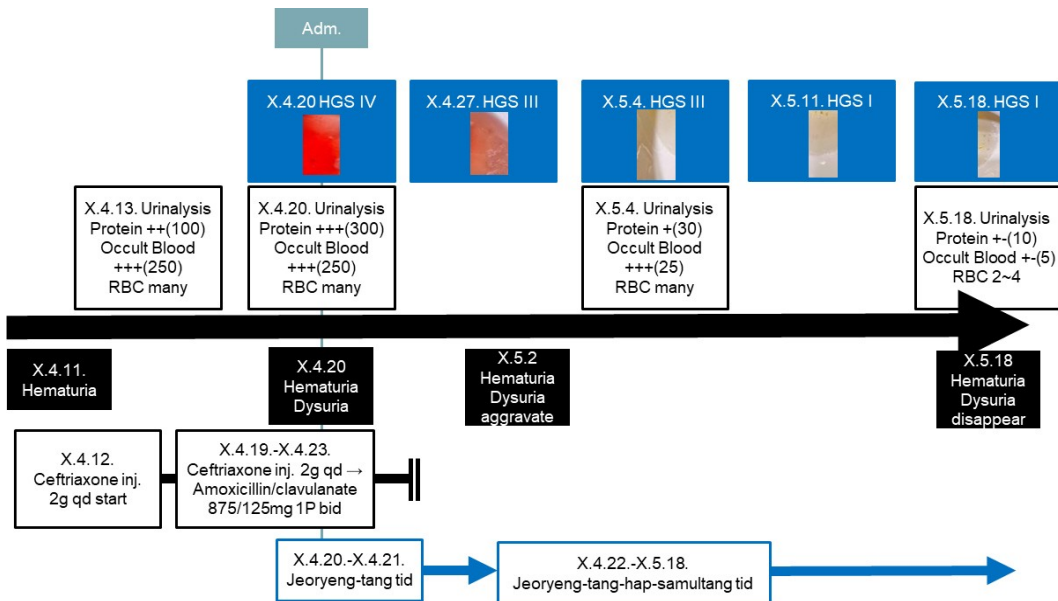 Adm.
X.4.20 HGS IV
X.4.27. HGS III
X.5.4. HGS III
X.5.11. HGS I
X.5.18. HGS I
X.4.13. Urinalysis
Protein ++(100)
Occult Blood
+++(250)
RBC many
X.4.20. Urinalysis
Protein +++(300)
Occult Blood
+++(250)
RBC many
X.5.4. Urinalysis
Protein +(30)
Occult Blood
+++(25)
RBC many
X.5.18. Urinalysis
Protein +-(10)
Occult Blood +-(5)
RBC 2~4
X.4.11.
Hematuria
X.4.20
Hematuria
Dysuria
X.5.2
Hematuria
Dysuria
aggravate
X.5.18
Hematuria
Dysuria
disappear
X.4.12.
Ceftriaxone inj.
2g qd start
X.4.19.-X.4.23.
Ceftriaxone inj. 2g qd →
Amoxicillin/clavulanate
875/125mg 1P bid
X.4.20.-X.4.21.
Jeoryeng-tang tid
X.4.22.-X.5.18.
Jeoryeng-tang-hap-samultang tid